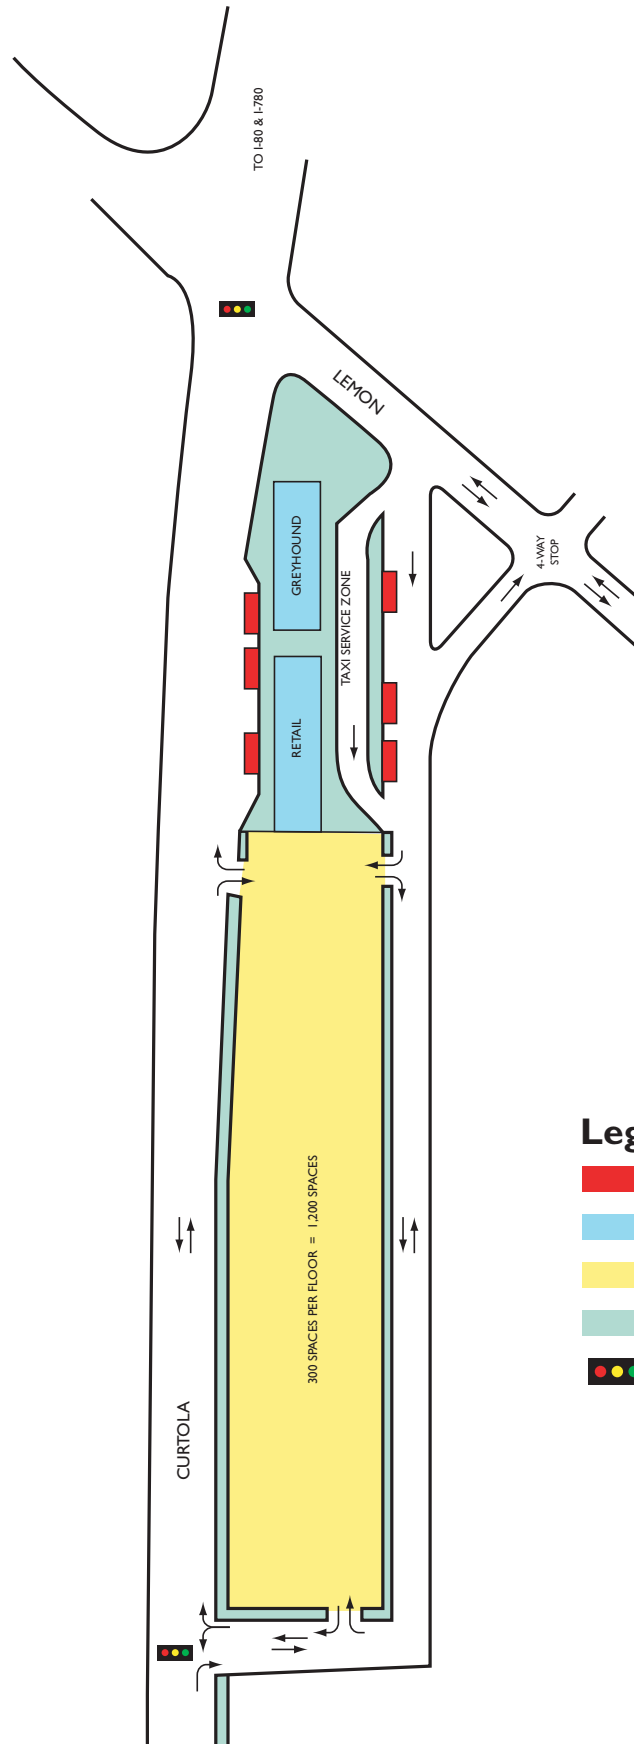 TO I-80 & I-780
LEMON
4-WAY
STOP
GREYHOUND
TAXI SERVICE ZONE
RETAIL
300 SPACES PER FLOOR = 1,200 SPACES
CURTOLA
Leg